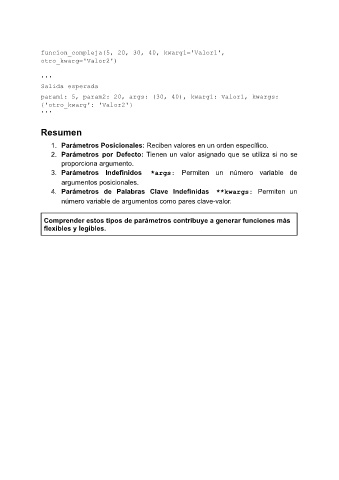 funcion_compleja(5, 20, 30, 40, kwarg1='Valor1',
otro_kwarg='Valor2')
'''
Salida esperada
param1: 5, param2: 20, args: (30, 40), kwarg1: Valor1, kwargs:
{'otro_kwarg': 'Valor2'}
'''
Resumen
1. Parámetros Posicionales: Reciben valores en un orden específico.
2. Parámetros por Defecto: Tienen un valor asignado que se utiliza si no se
proporciona argumento.
3. Parámetros Indefinidos *args: Permiten un número variable de
argumentos posicionales.
4. Parámetros de Palabras Clave Indefinidas **kwargs: Permiten un
número variable de argumentos como pares clave-valor.
Comprender estos tipos de parámetros contribuye a generar funciones más
flexibles y legibles.